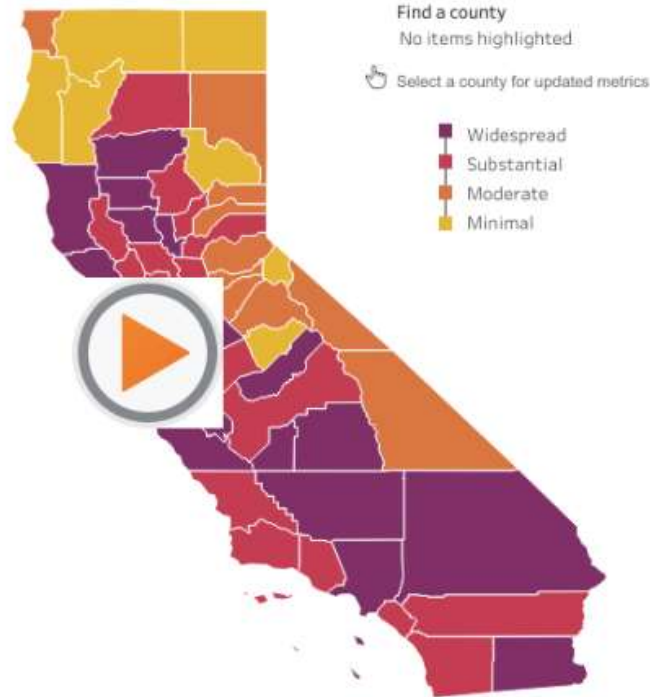 Find a county
No items highlighted
Select a county for updated metrics
Widespread
Substantial
Moderate
Minimal